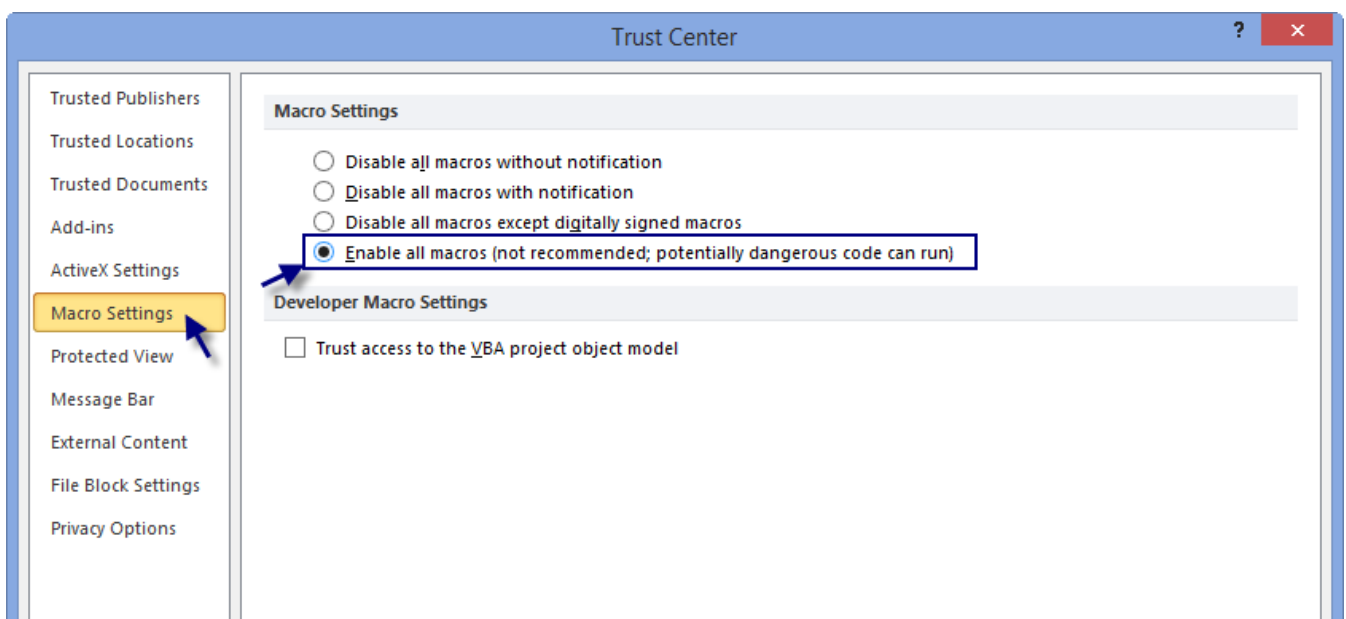 Trust Center
?
Trusted Publishers
Trusted Locations
Trusted Documents
Add-ins
ActiveX Settings
Macro Settings
Protected View
Message Bar
External Content
File Block Settings
Privacy Options
Macro Settings
Disable all macros without notification
Disable all macros with notification
Disable all macros except digitally signed macros
Enable all macros (not recommended; potentially dangerous code can run)
Developer Macro Settings
Trust access to the VBA project object model